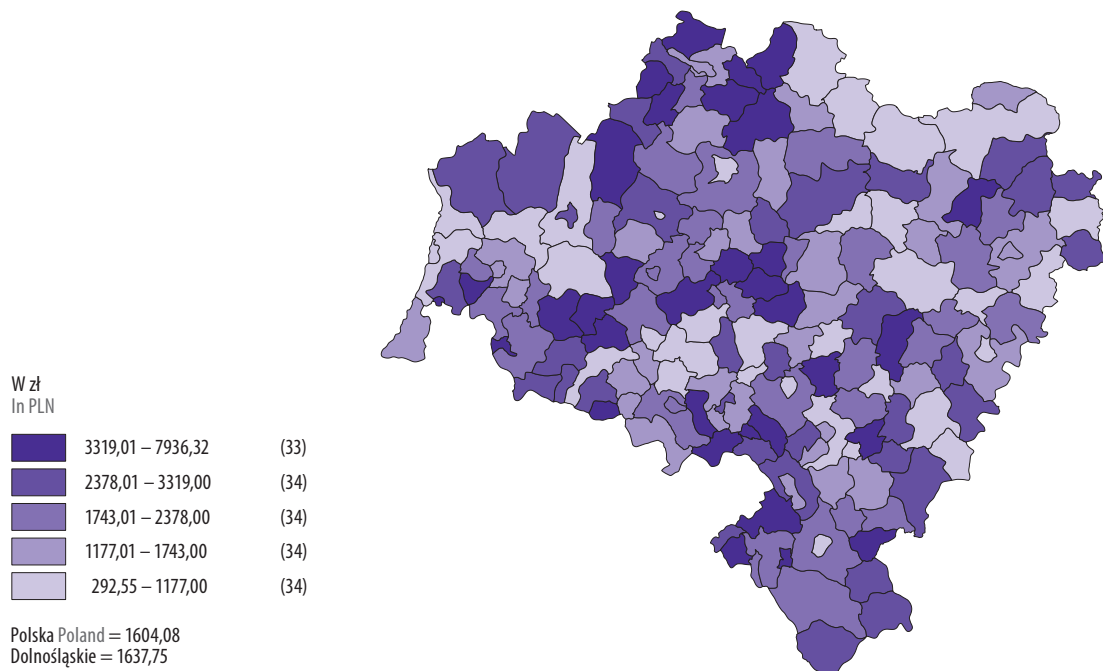 W zł
In PLN
3319,01 – 7936,32 (33)
2378,01 – 3319,00 (34)
1743,01 – 2378,00 (34)
1177,01 – 1743,00 (34)
292,55 – 1177,00 (34)
Polska Poland = 1604,08
Dolnośląskie = 1637,75